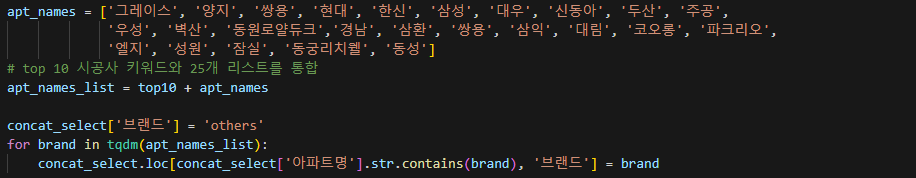 apt_names = ['그레이스', '양지', '쌍용', '현대', '한신', '삼성', '대우', '신동아', '두산', '주공',
'우성', '벽산', '동원로얄듀크','경남', '삼환', '쌍용', '삼익', '대림', '코오롱', '파크리오',
'엘지', '성원', '잠실', '동궁리치웰', '동성']
# top 10 시공사 키워드와 25개 리스트를 통합
apt_names_list = top10 + apt_names
concat_select['브랜드'] = 'others'
for brand in tqdm(apt_names_list):
concat_select.loc[concat_select['아파트명'].str.contains(brand), '브랜드'] = brand